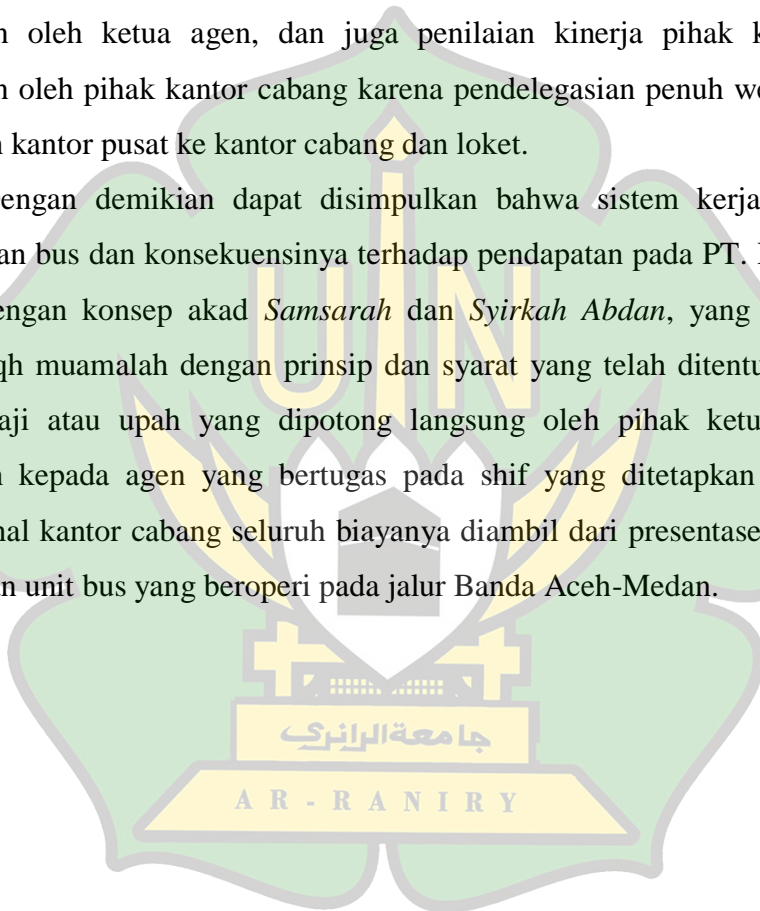 oleh ketua agen, dan juga penilaian kinerja pihak
oleh pihak kantor cabang karena pendelegasian penuh
kantor pusat ke kantor cabang dan loket.
engan demikian dapat disimpulkan bahwa sistem kerja
an bus dan konsekuensinya terhadap pendapatan pada PT.
engan konsep akad Samsarah dan Syirkah Abdan, yang
qh muamalah dengan prinsip dan syarat yang telah ditentu
aji atau upah yang dipotong langsung oleh pihak ketu
kepada agen yang bertugas pada shif yang ditetapkan
nal kantor cabang seluruh biayanya diambil dari presentase
an unit bus yang beroperi pada jalur Banda Aceh-Medan.
UIN
جامعة الرانري
AR-RANIRY